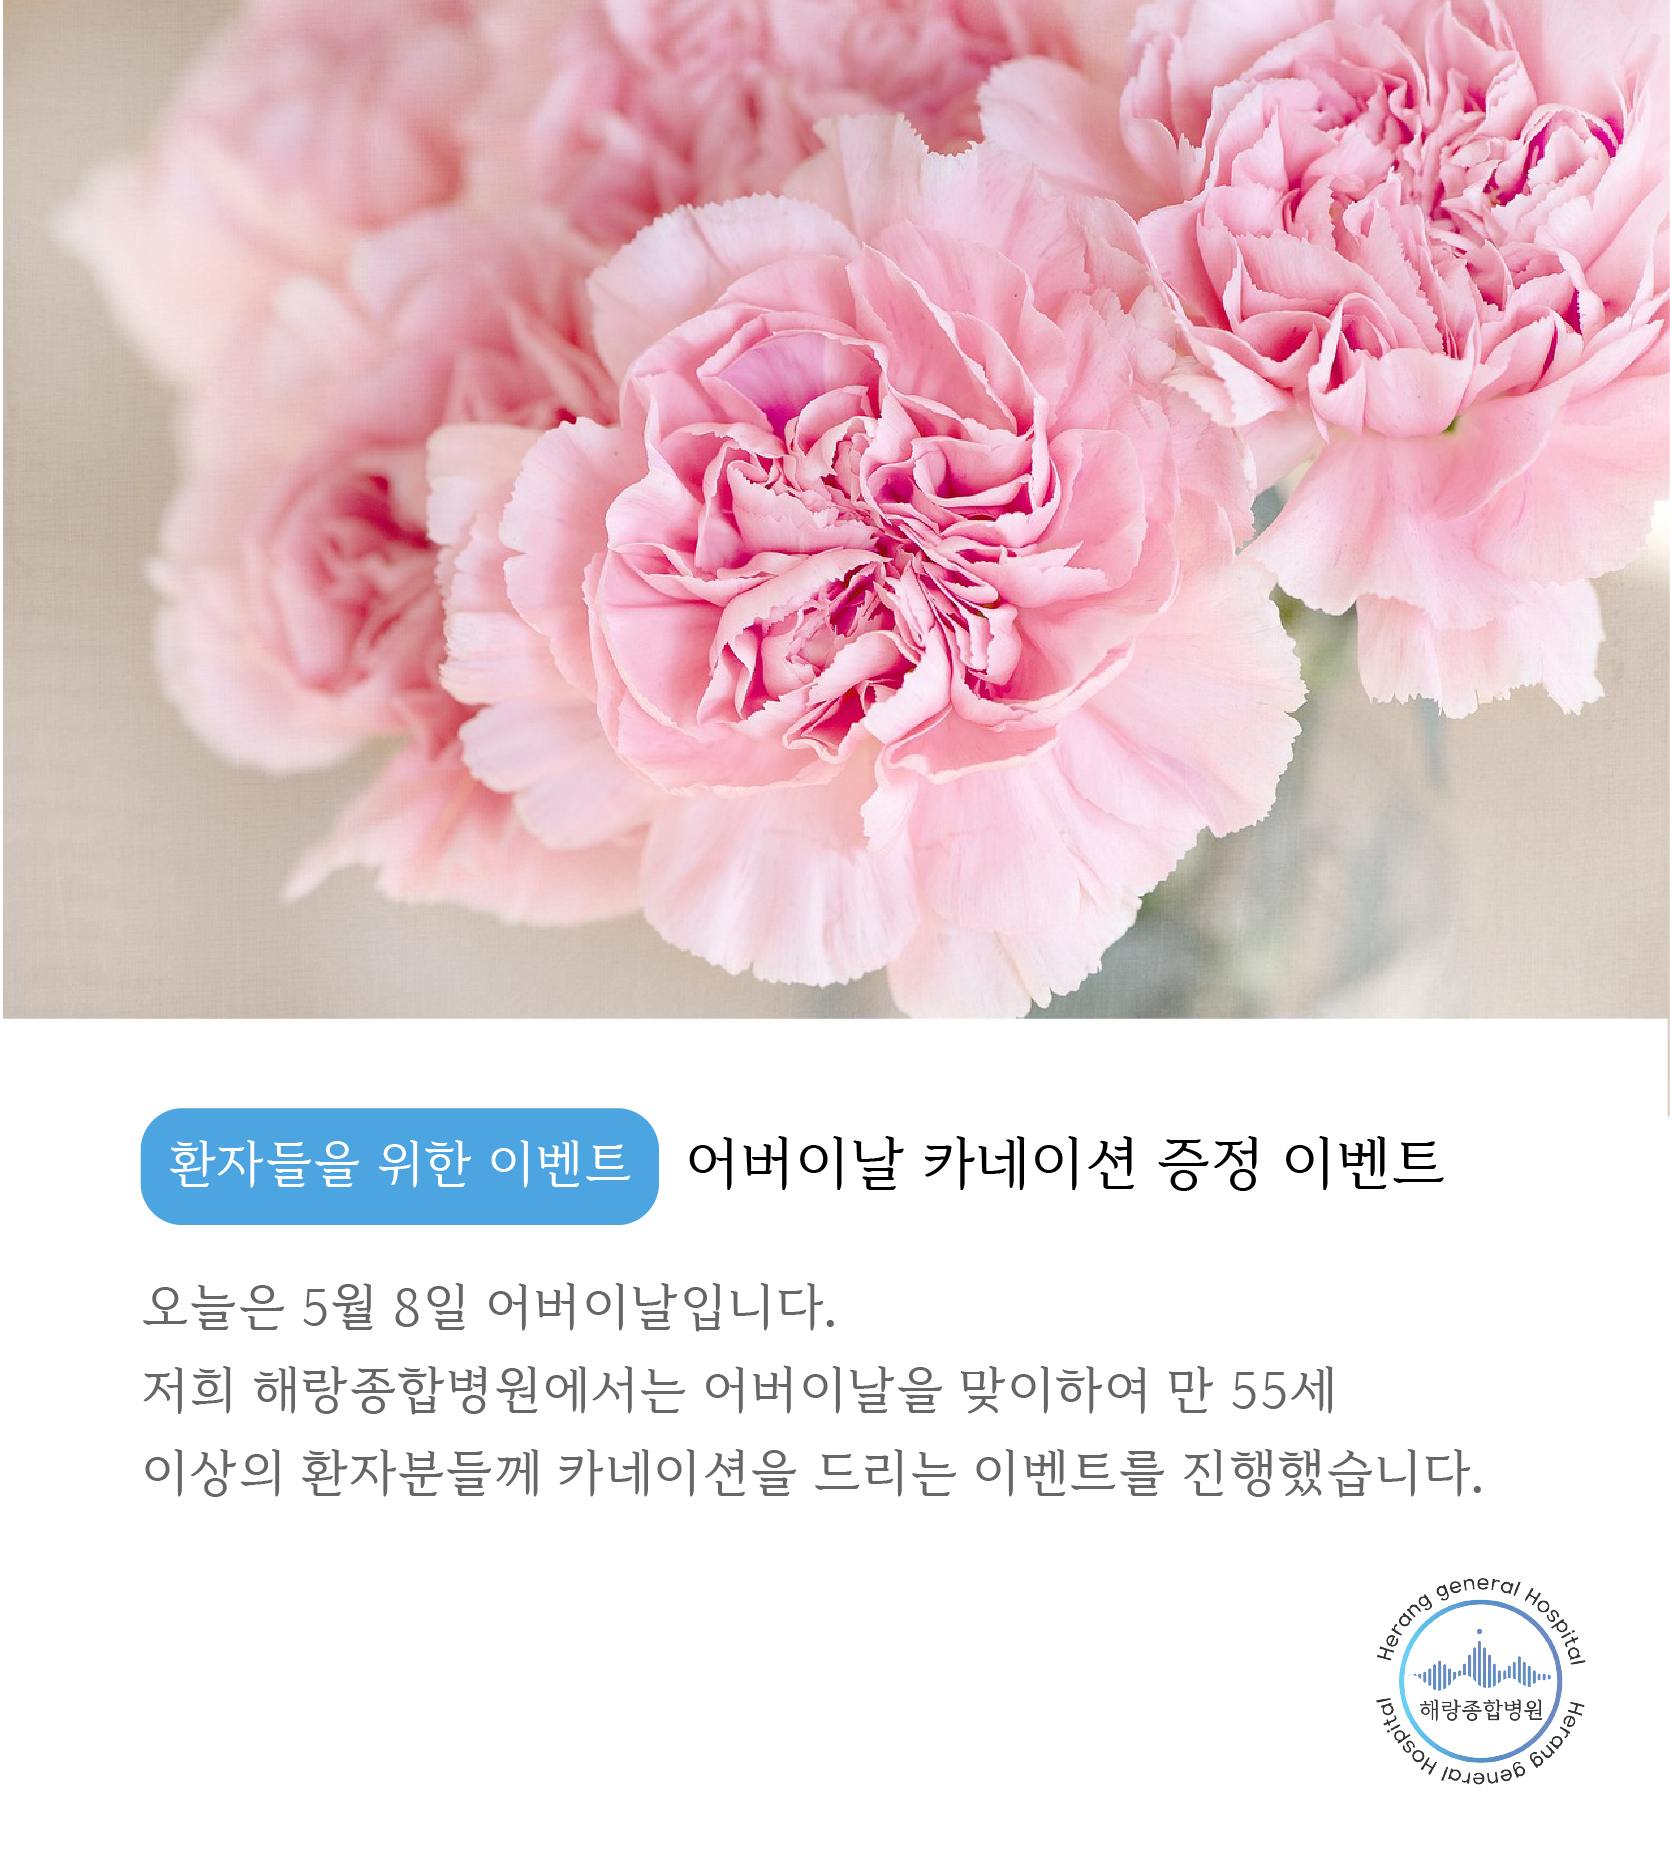 환자들을 위한 이벤트 어버이날 카네이션 증정 이벤트
오늘은 5월 8일 어버이날입니다.
저희 해랑종합병원에서는 어버이날을 맞이하여 만 55세
이상의 환자분들께 카네이션을 드리는 이벤트를 진행했습니다.
Herang general Hospital
해랑종합병원
Herang general Hospital